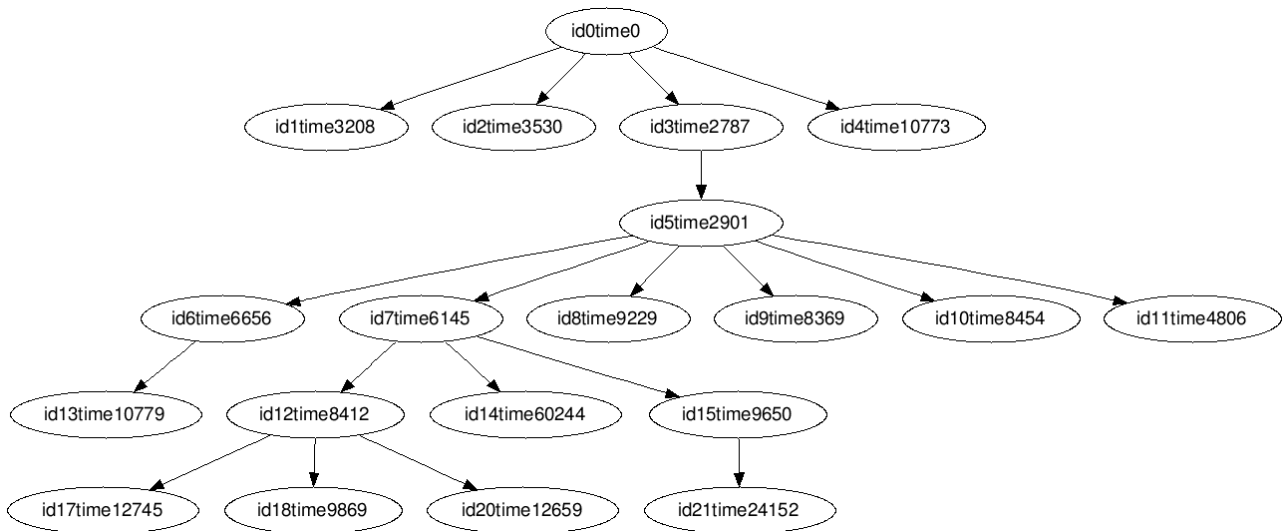 id0time0
id1time3208
id2time3530
id3time2787
id4time10773
id5time2901
id6time6656
id7time6145
id8time9229
id9time8369
id10time8454
id11time4806
id13time10779
id12time8412
id14time60244
id15time9650
id17time12745
id18time9869
id20time12659
id21time24152